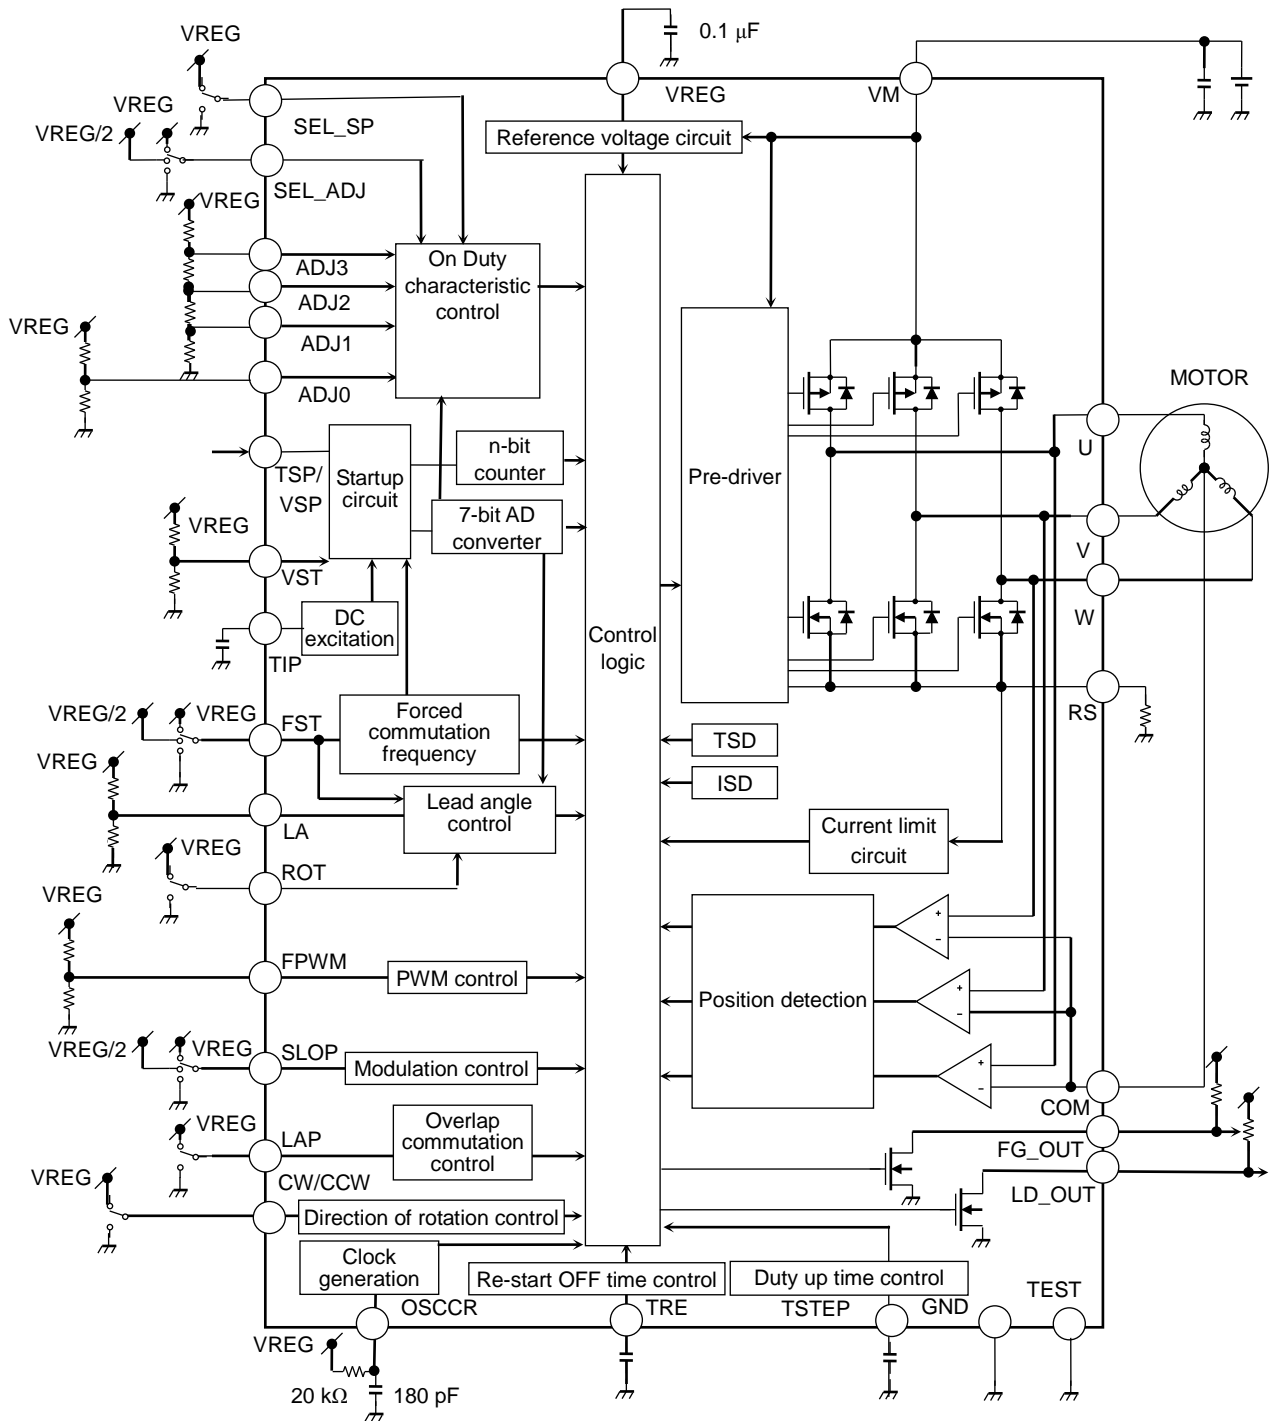 VREG
0.1 µF
VREG
VREG
VM
SEL_SP
VREG/2
Reference voltage circuit
SEL_ADJ
VREG
ADJ3
On Duty
characteristic
control
ADJ2
VREG
ADJ1
ADJ0
MOTOR
U
TSP/
VSP
Startup
circuit
n-bit
counter
Pre-driver
VREG
7-bit AD
converter
V
VST
W
DC
excitation
TIP
Control
logic
VREG/2
VREG
FST
Forced
commutation
frequency
RS
TSD
VREG
ISD
LA
Lead angle
control
Current limit
circuit
VREG
ROT
VREG
FPWM
PWM control
Position detection
VREG/2
VREG
SLOP
Modulation control
COM
VREG
LAP
Overlap
commutation
control
FG_OUT
VREG
CW/CCW
LD_OUT
Direction of rotation control
Clock
generation
Re-start OFF time control
Duty up time control
OSCCR
TRE
TSTEP
GND
TEST
VREG
20 kΩ
180 pF
+
−
+
−
+
−